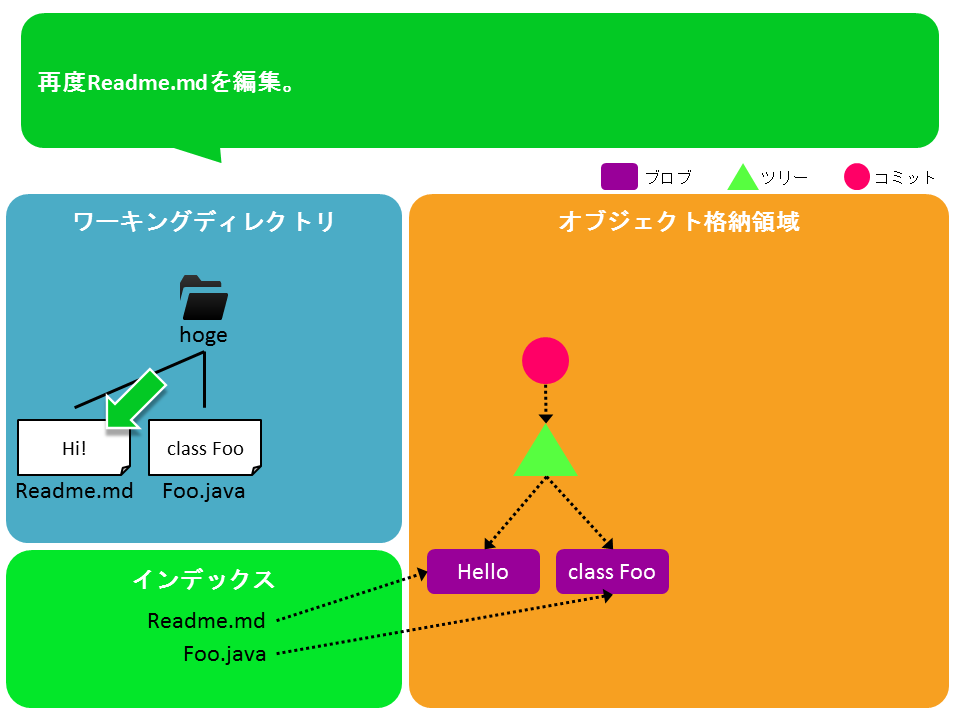 再度Readme.mdを編集。
ブロブ
ツリー
コミット
ワーキングディレクトリ
オブジェクト格納領域
hoge
Hi!
class Foo
Readme.md
Foo.java
Hello
class Foo
インデックス
Readme.md
Foo.java